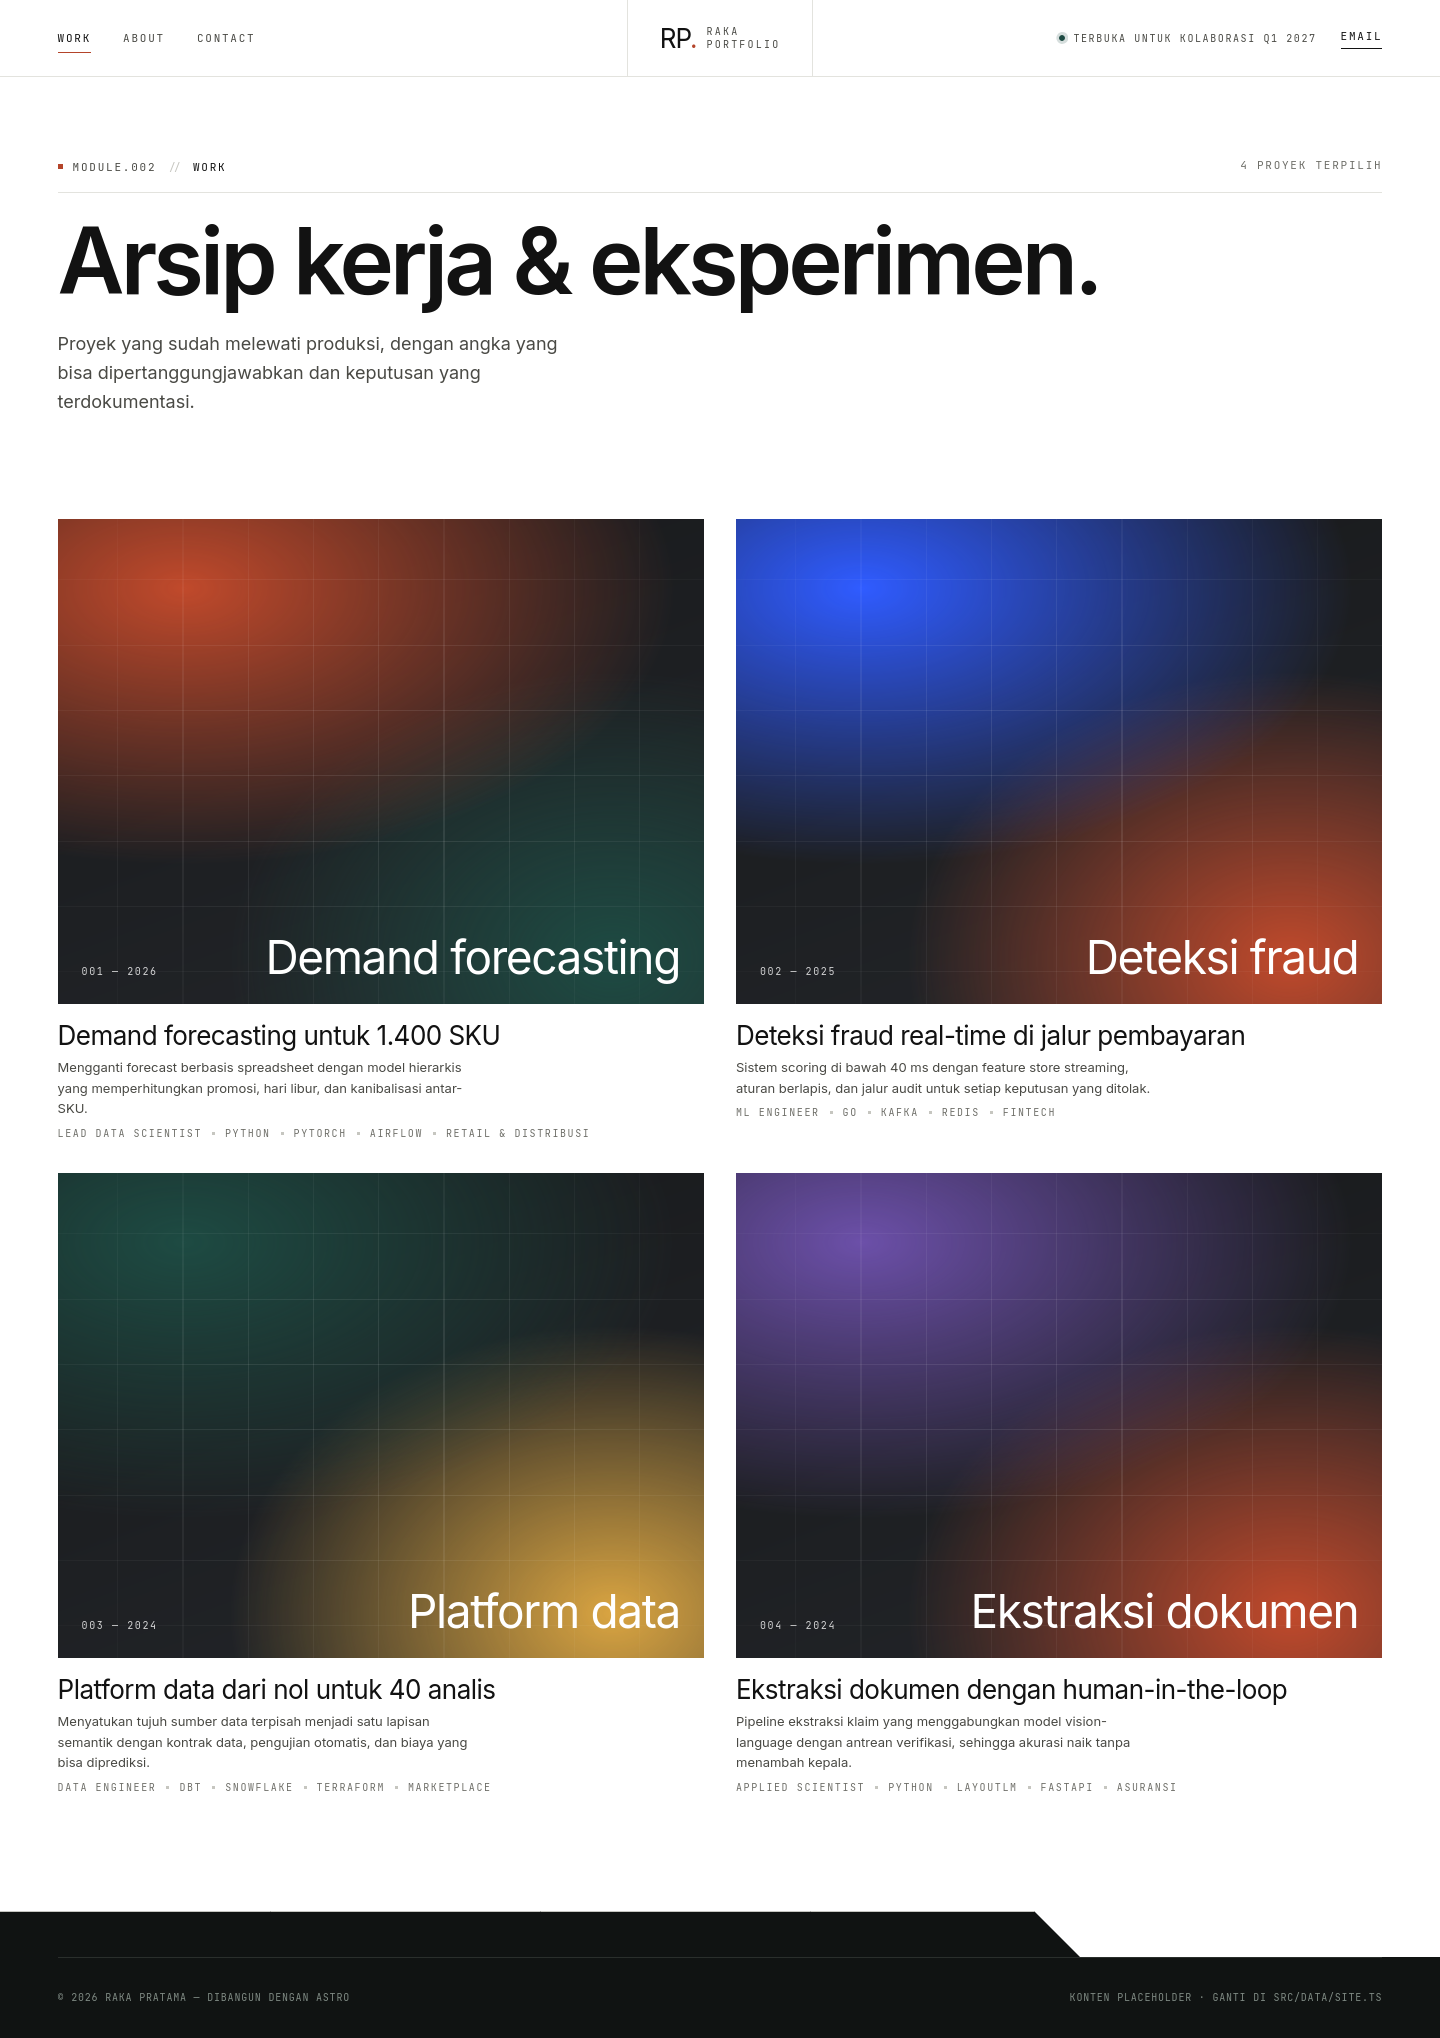 WORK ABOUT CONTACT
RP. RAKA
PORTFOLIO
TERBUKA UNTUK KOLABORASI Q1 2027 EMAIL
MODULE.002 // WORK
4 PROYEK TERPILIH
Arsip kerja & eksperimen.
Proyek yang sudah melewati produksi, dengan angka yang
bisa dipertanggungjawabkan dan keputusan yang
terdokumentasi.
001 — 2026
Demand forecasting
Demand forecasting untuk 1.400 SKU
Mengganti forecast berbasis spreadsheet dengan model hierarkis
yang memperhitungkan promosi, hari libur, dan kanibalisasi antar-
SKU.
LEAD DATA SCIENTIST ▪ PYTHON ▪ PYTORCH ▪ AIRFLOW ▪ RETAIL & DISTRIBUSI
002 — 2025
Deteksi fraud
Deteksi fraud real-time di jalur pembayaran
Sistem scoring di bawah 40 ms dengan feature store streaming,
aturan berlapis, dan jalur audit untuk setiap keputusan yang ditolak.
ML ENGINEER ▪ GO ▪ KAFKA ▪ REDIS ▪ FINTECH
003 — 2024
Platform data
Platform data dari nol untuk 40 analis
Menyatukan tujuh sumber data terpisah menjadi satu lapisan
semantik dengan kontrak data, pengujian otomatis, dan biaya yang
bisa diprediksi.
DATA ENGINEER ▪ DBT ▪ SNOWFLAKE ▪ TERRAFORM ▪ MARKETPLACE
004 — 2024
Ekstraksi dokumen
Ekstraksi dokumen dengan human-in-the-loop
Pipeline ekstraksi klaim yang menggabungkan model vision-
language dengan antrean verifikasi, sehingga akurasi naik tanpa
menambah kepala.
APPLIED SCIENTIST ▪ PYTHON ▪ LAYOUTLM ▪ FASTAPI ▪ ASURANSI
© 2026 RAKA PRATAMA — DIBANGUN DENGAN ASTRO
KONTEN PLACEHOLDER · GANTI DI SRC/DATA/SITE.TS